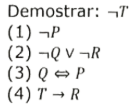 Demostrar: ¬T
(1) ¬P
(2) ¬Q ∨ ¬R
(3) Q ⇔ P
(4) T → R